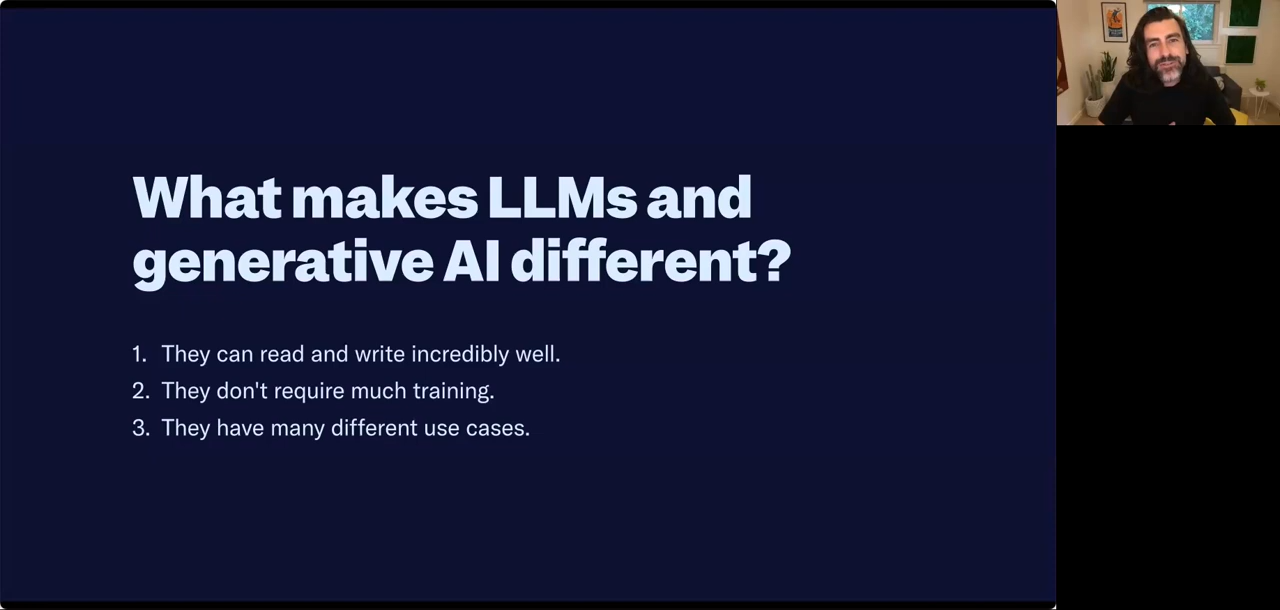 What makes LLMs and
generative AI different?
1. They can read and write incredibly well.
2. They don't require much training.
3. They have many different use cases.